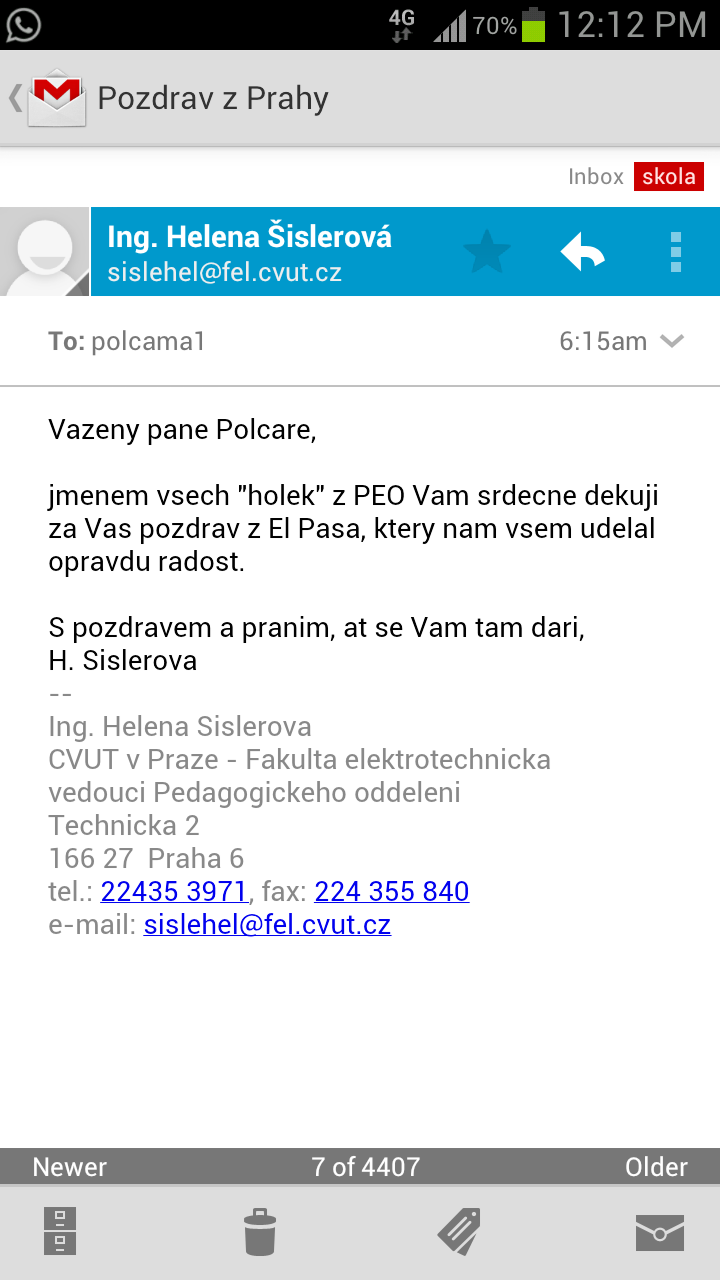 4G 70% 12:12 PM
Pozdrav z Prahy
Inbox skola
Ing. Helena Šislerová
sislehel@fel.cvut.cz
To: polcama1 6:15am
Vazeny pane Polcare,
jmenem vsech "holek" z PEO Vam srdecne dekuji
za Vas pozdrav z El Pasa, ktery nam vsem udelal
opravdu radost.
S pozdravem a pranim, at se Vam tam dari,
H. Sislerova
--
Ing. Helena Sislerova
CVUT v Praze - Fakulta elektrotechnicka
vedouci Pedagogickeho oddeleni
Technicka 2
166 27  Praha 6
tel.: 22435 3971, fax: 224 355 840
e-mail: sislehel@fel.cvut.cz
Newer 7 of 4407 Older